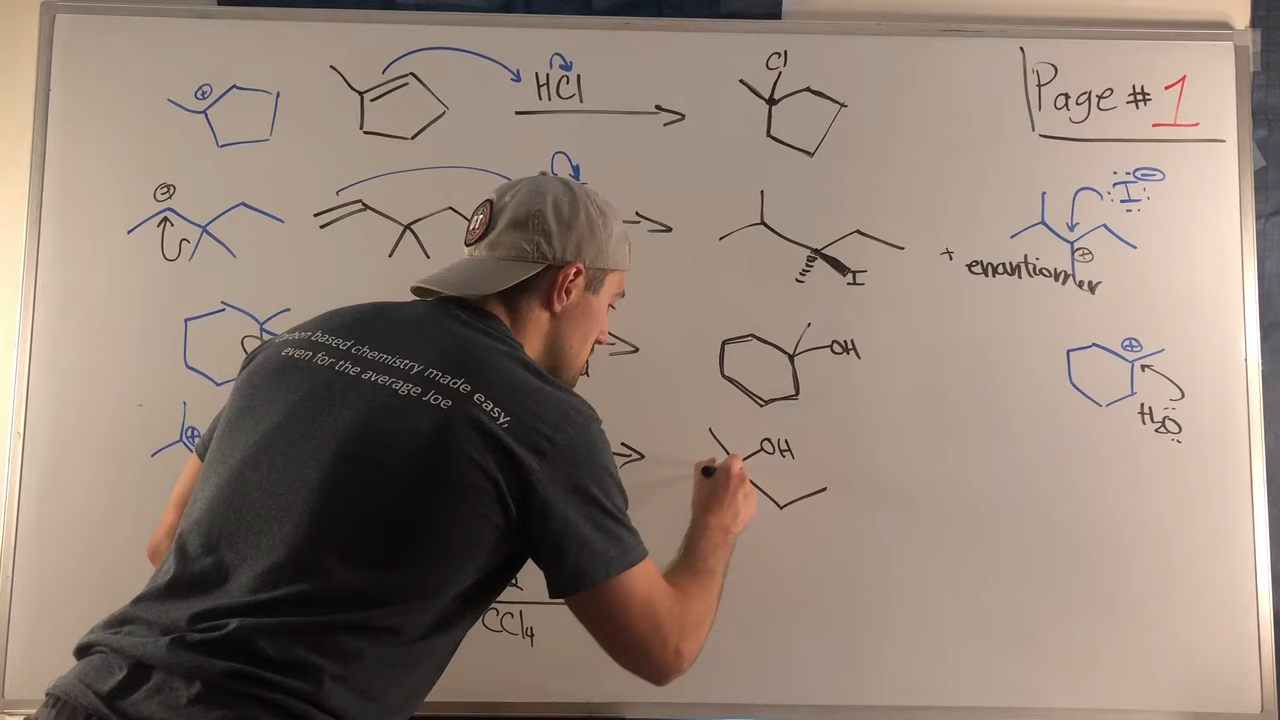 HCl
Cl
Page # 1
I
I
+ enantiomer
OH
H₂O
OH
CCl₄
Carbon based chemistry made easy,
even for the average Joe